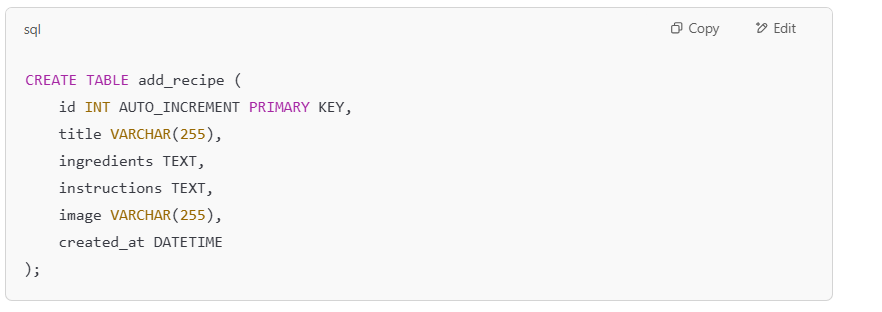 sql
Copy
Edit
CREATE TABLE add_recipe (
    id INT AUTO_INCREMENT PRIMARY KEY,
    title VARCHAR(255),
    ingredients TEXT,
    instructions TEXT,
    image VARCHAR(255),
    created_at DATETIME
);